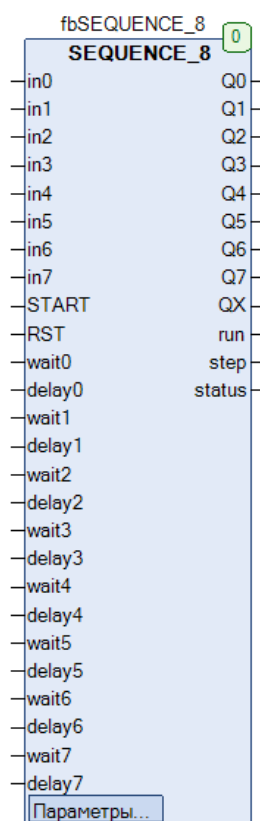 fbSEQUENCE_8
0
SEQUENCE_8
in0 Q0
in1 Q1
in2 Q2
in3 Q3
in4 Q4
in5 Q5
in6 Q6
in7 Q7
START QX
RST run
wait0 step
delay0 status
wait1
delay1
wait2
delay2
wait3
delay3
wait4
delay4
wait5
delay5
wait6
delay6
wait7
delay7
Параметры...